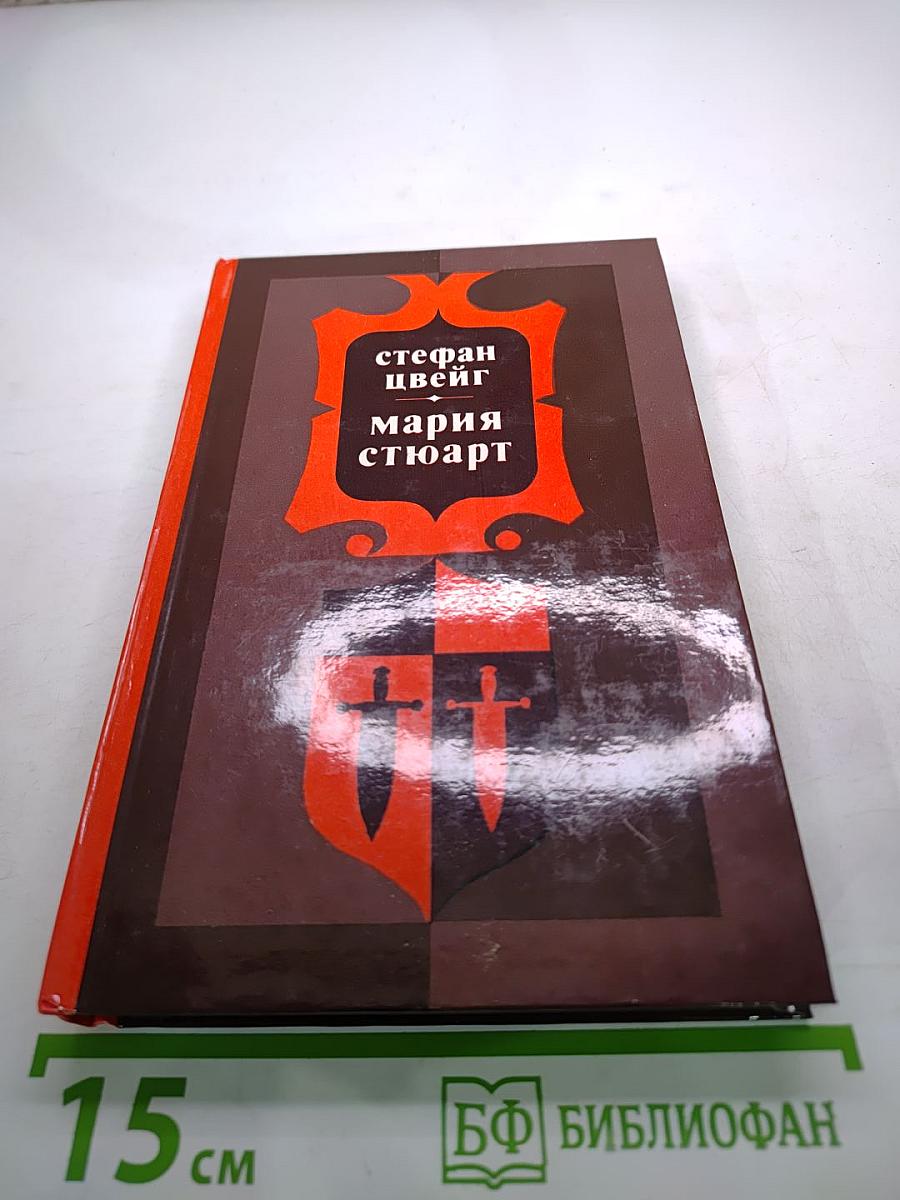 стефан
цвейг
мария
стюарт
15 см
БФ БИБЛИОФАН